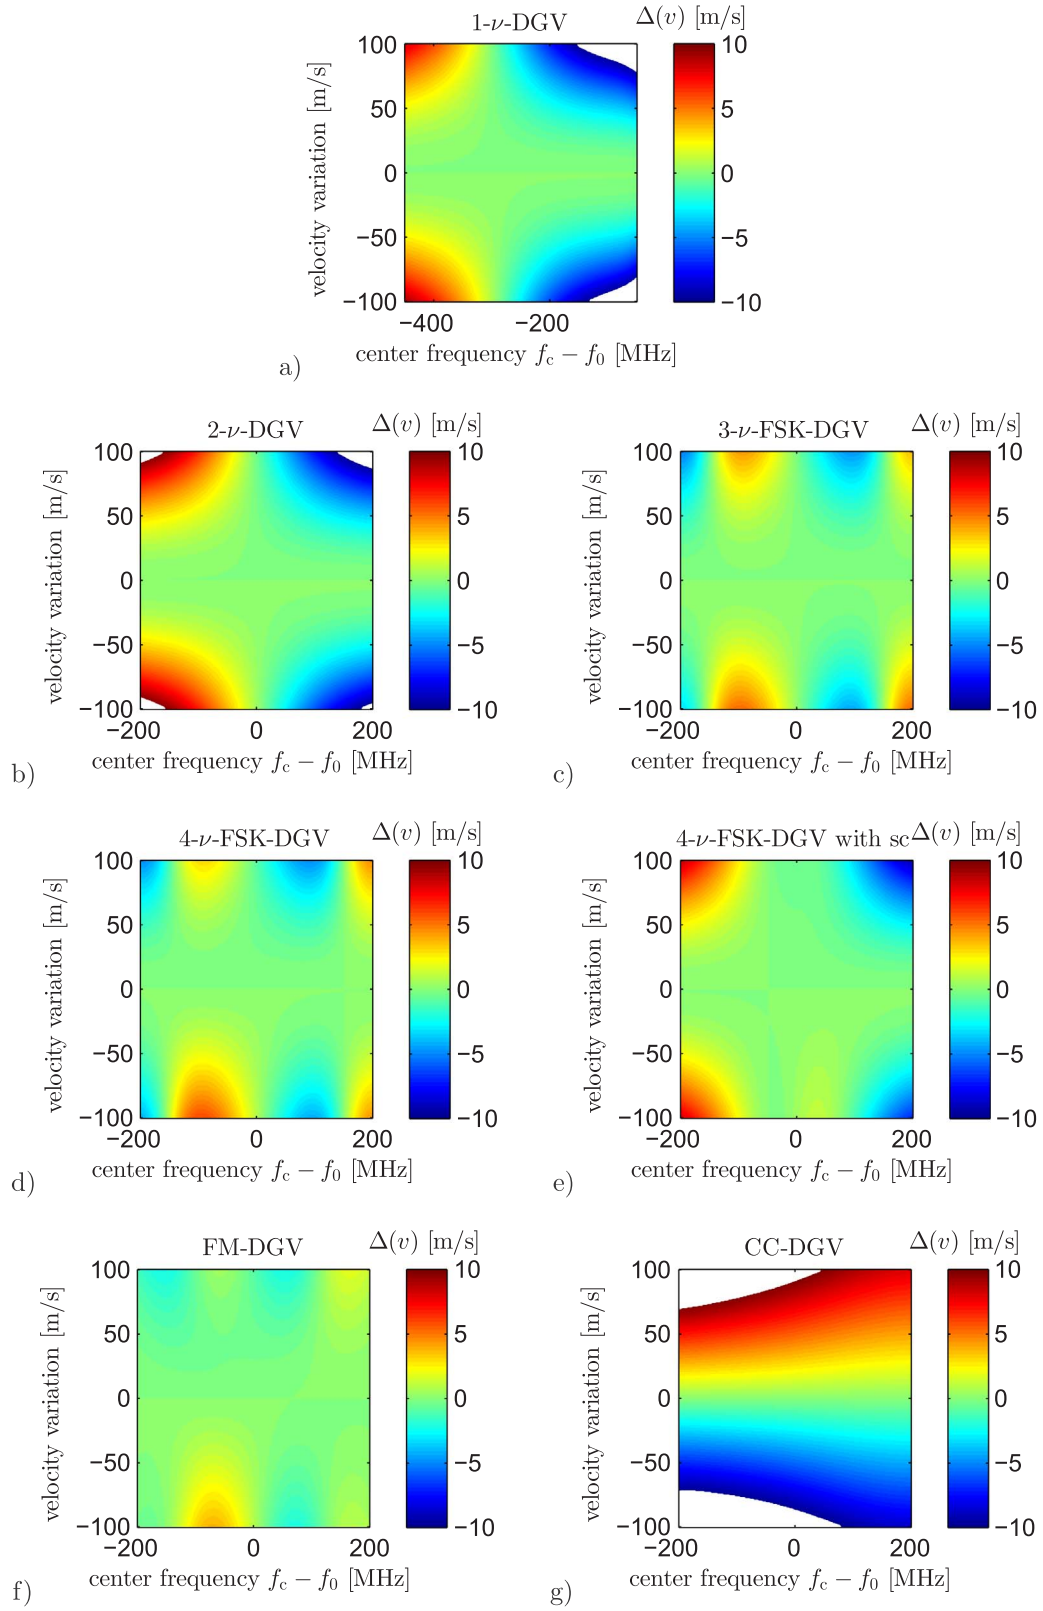 1-ν-DGV Δ(v) [m/s]
velocity variation [m/s]
100
50
0
−50
−100
10
5
0
−5
−10
−400 −200
center frequency fc − f0 [MHz]
a)
2-ν-DGV Δ(v) [m/s]
velocity variation [m/s]
100
50
0
−50
−100
10
5
0
−5
−10
−200 0 200
center frequency fc − f0 [MHz]
b)
3-ν-FSK-DGV Δ(v) [m/s]
velocity variation [m/s]
100
50
0
−50
−100
10
5
0
−5
−10
−200 0 200
center frequency fc − f0 [MHz]
c)
4-ν-FSK-DGV Δ(v) [m/s]
velocity variation [m/s]
100
50
0
−50
−100
10
5
0
−5
−10
−200 0 200
center frequency fc − f0 [MHz]
d)
4-ν-FSK-DGV with sc Δ(v) [m/s]
velocity variation [m/s]
100
50
0
−50
−100
10
5
0
−5
−10
−200 0 200
center frequency fc − f0 [MHz]
e)
FM-DGV Δ(v) [m/s]
velocity variation [m/s]
100
50
0
−50
−100
10
5
0
−5
−10
−200 0 200
center frequency fc − f0 [MHz]
f)
CC-DGV Δ(v) [m/s]
velocity variation [m/s]
100
50
0
−50
−100
10
5
0
−5
−10
−200 0 200
center frequency fc − f0 [MHz]
g)